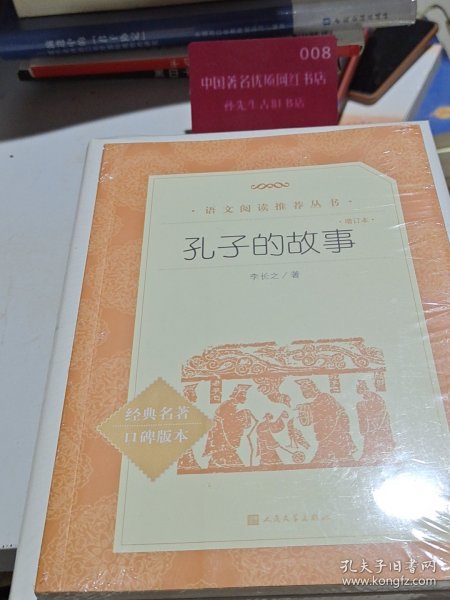 008
中国著名优质网红书店
孙先生古旧书店
·语文阅读推荐丛书·
·增订本·
孔子的故事
李长之/著
经典名著
口碑版本
人民文学出版社
孔夫子旧书网
www.kongfz.com